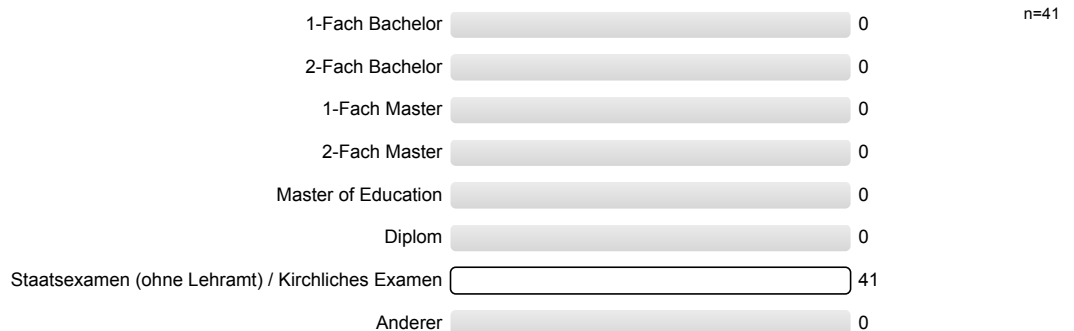 1-Fach Bachelor 0 n=41
2-Fach Bachelor 0
1-Fach Master 0
2-Fach Master 0
Master of Education 0
Diplom 0
Staatsexamen (ohne Lehramt) / Kirchliches Examen 41
Anderer 0